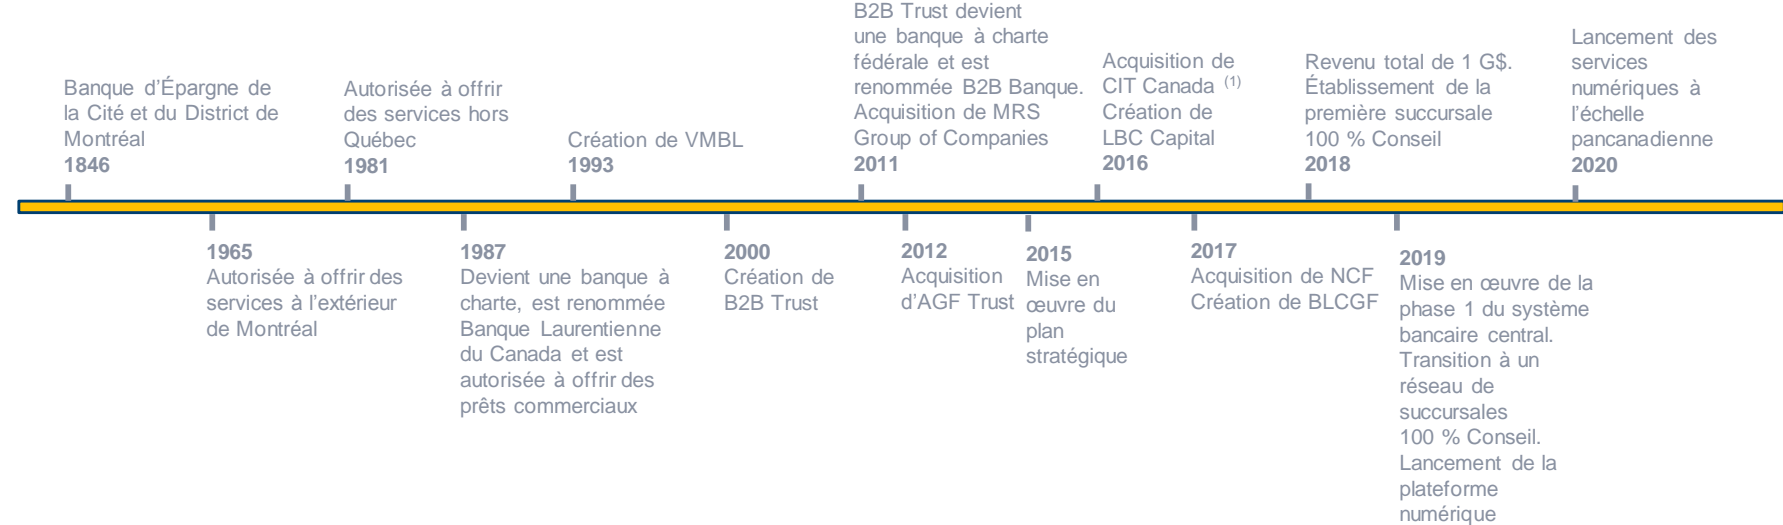 Banque d'Épargne de
la Cité et du District de
Montréal
1846
Autorisée à offrir
des services hors
Québec
1981
Création de VMBL
1993
B2B Trust devient
une banque à charte
fédérale et est
renommée B2B Banque.
Acquisition de MRS
Group of Companies
2011
Acquisition de
CIT Canada (1)
Création de
LBC Capital
2016
Revenu total de 1 G$.
Établissement de la
première succursale
100 % Conseil
2018
Lancement des
services
numériques à
l'échelle
pancanadienne
2020
1965
Autorisée à offrir des
services à l'extérieur
de Montréal
1987
Devient une banque à
charte, est renommée
Banque Laurentienne
du Canada et est
autorisée à offrir des
prêts commerciaux
2000
Création de
B2B Trust
2012
Acquisition
d'AGF Trust
2015
Mise en
œuvre du
plan
stratégique
2017
Acquisition de NCF
Création de BLCGF
2019
Mise en œuvre de la
phase 1 du système
bancaire central.
Transition à un
réseau de
succursales
100 % Conseil.
Lancement de la
plateforme
numérique